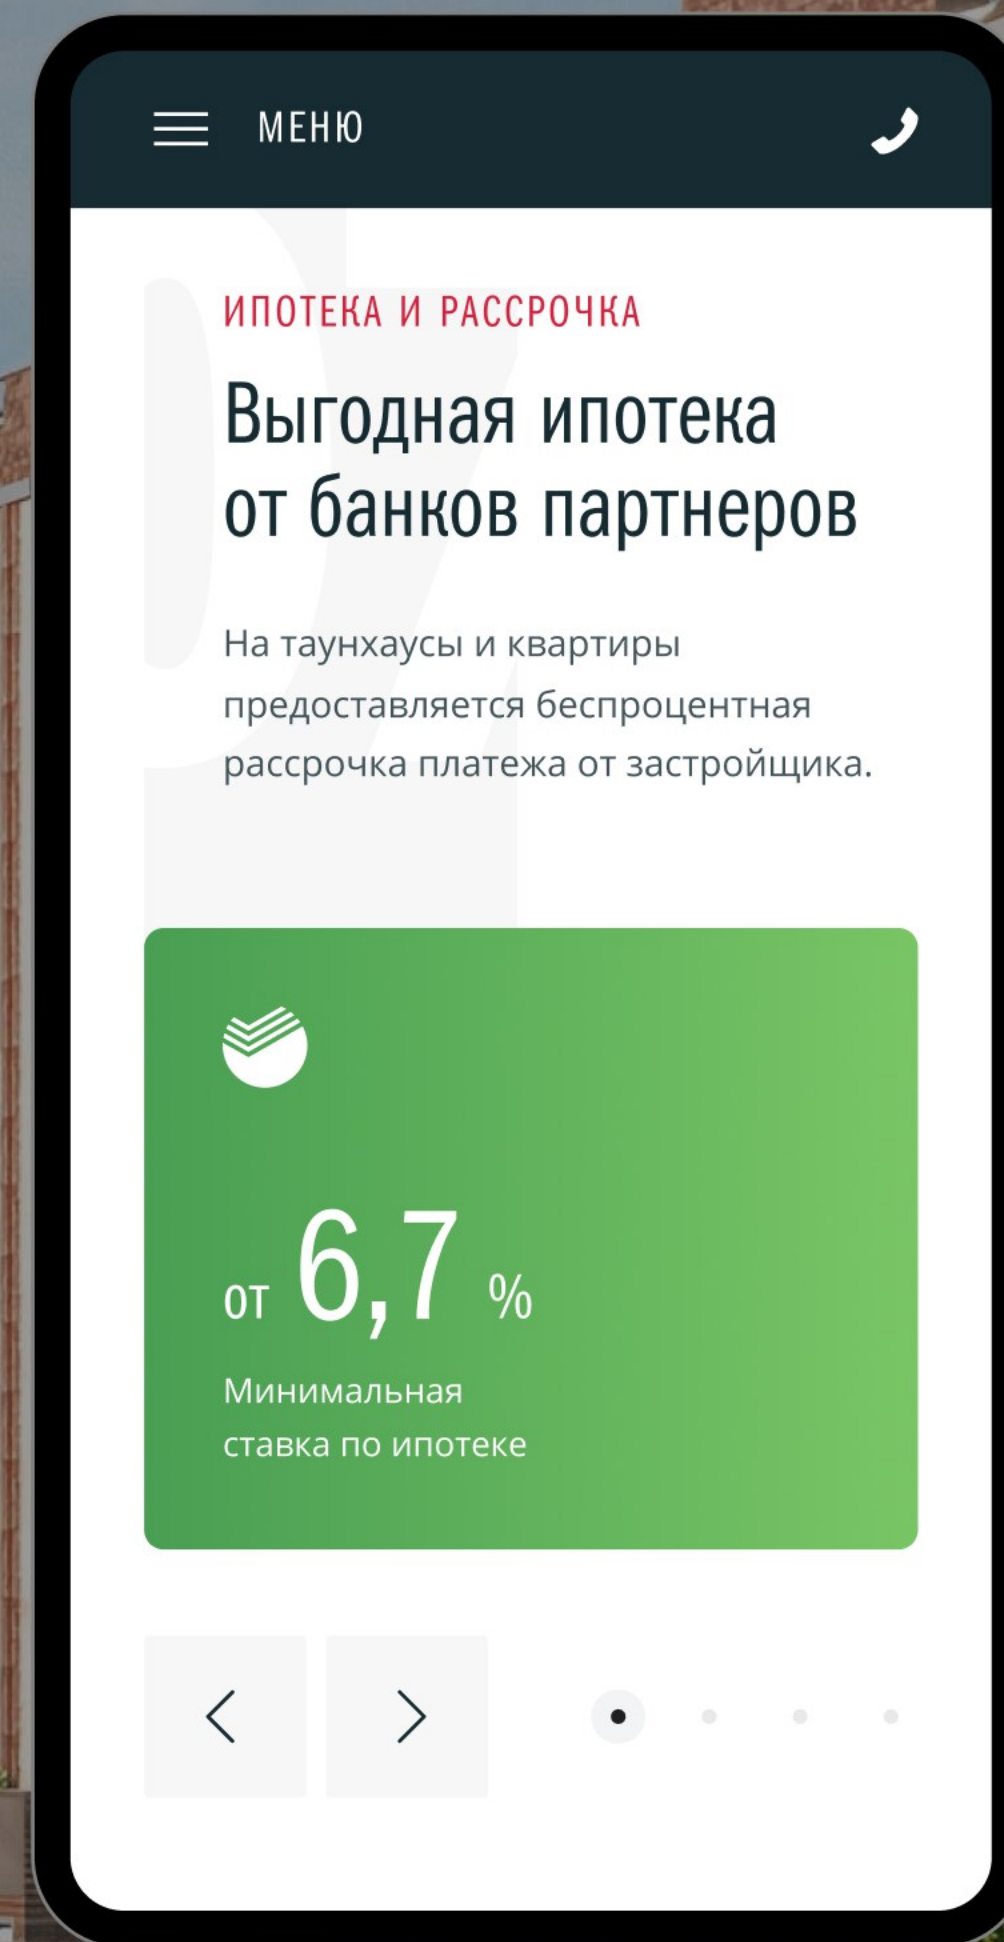 МЕНЮ
ИПОТЕКА И РАССРОЧКА
Выгодная ипотека
от банков партнеров
На таунхаусы и квартиры
предоставляется беспроцентная
рассрочка платежа от застройщика.
от 6,7 %
Минимальная
ставка по ипотеке